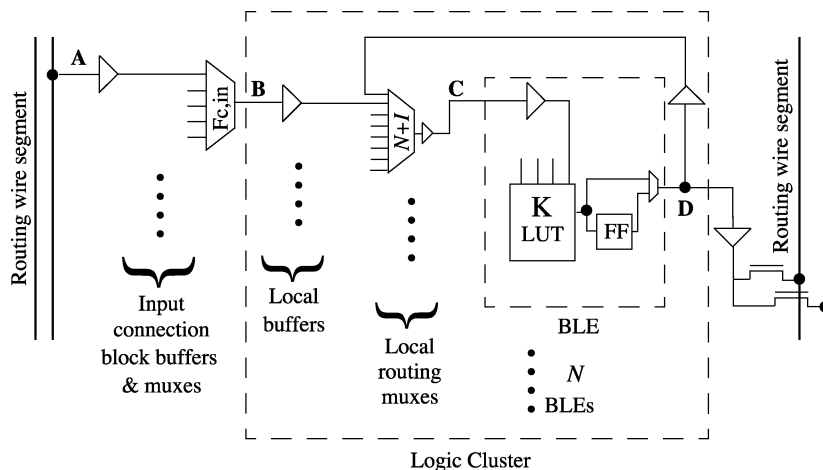 Routing wire segment
A
Fc,in
B
N+I
C
K
LUT
FF
D
Routing wire segment
Input
connection
block buffers
& muxes
Local
buffers
Local
routing
muxes
BLE
N
BLEs
Logic Cluster